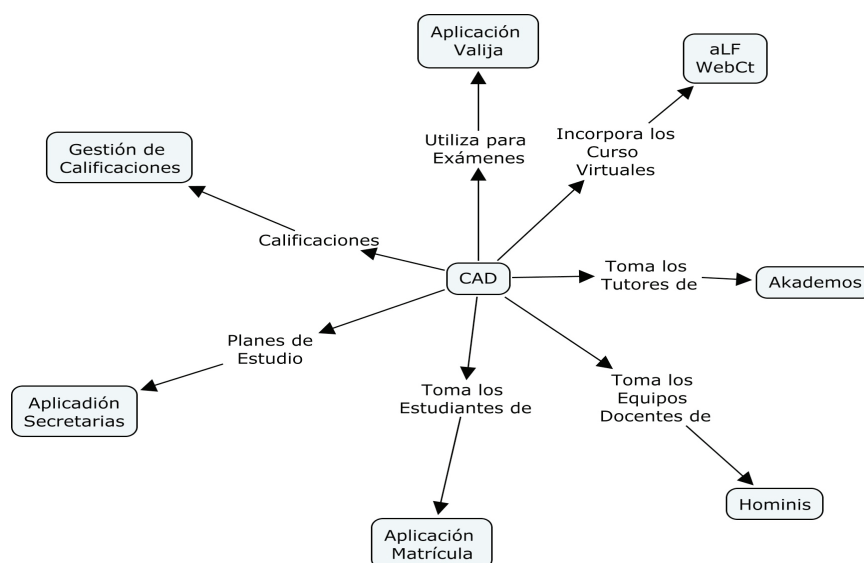 Aplicación
Valija
aLF
WebCt
Utiliza para
Exámenes
Incorpora los
Curso
Virtuales
Gestión de
Calificaciones
Calificaciones
CAD
Toma los
Tutores de
Akademos
Planes de
Estudio
Toma los
Estudiantes de
Toma los
Equipos
Docentes de
Aplicadión
Secretarias
Hominis
Aplicación
Matrícula